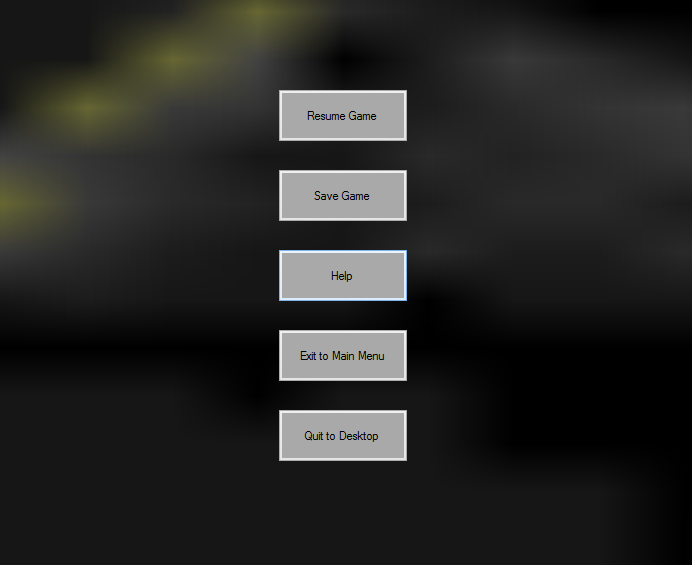 Resume Game
Save Game
Help
Exit to Main Menu
Quit to Desktop